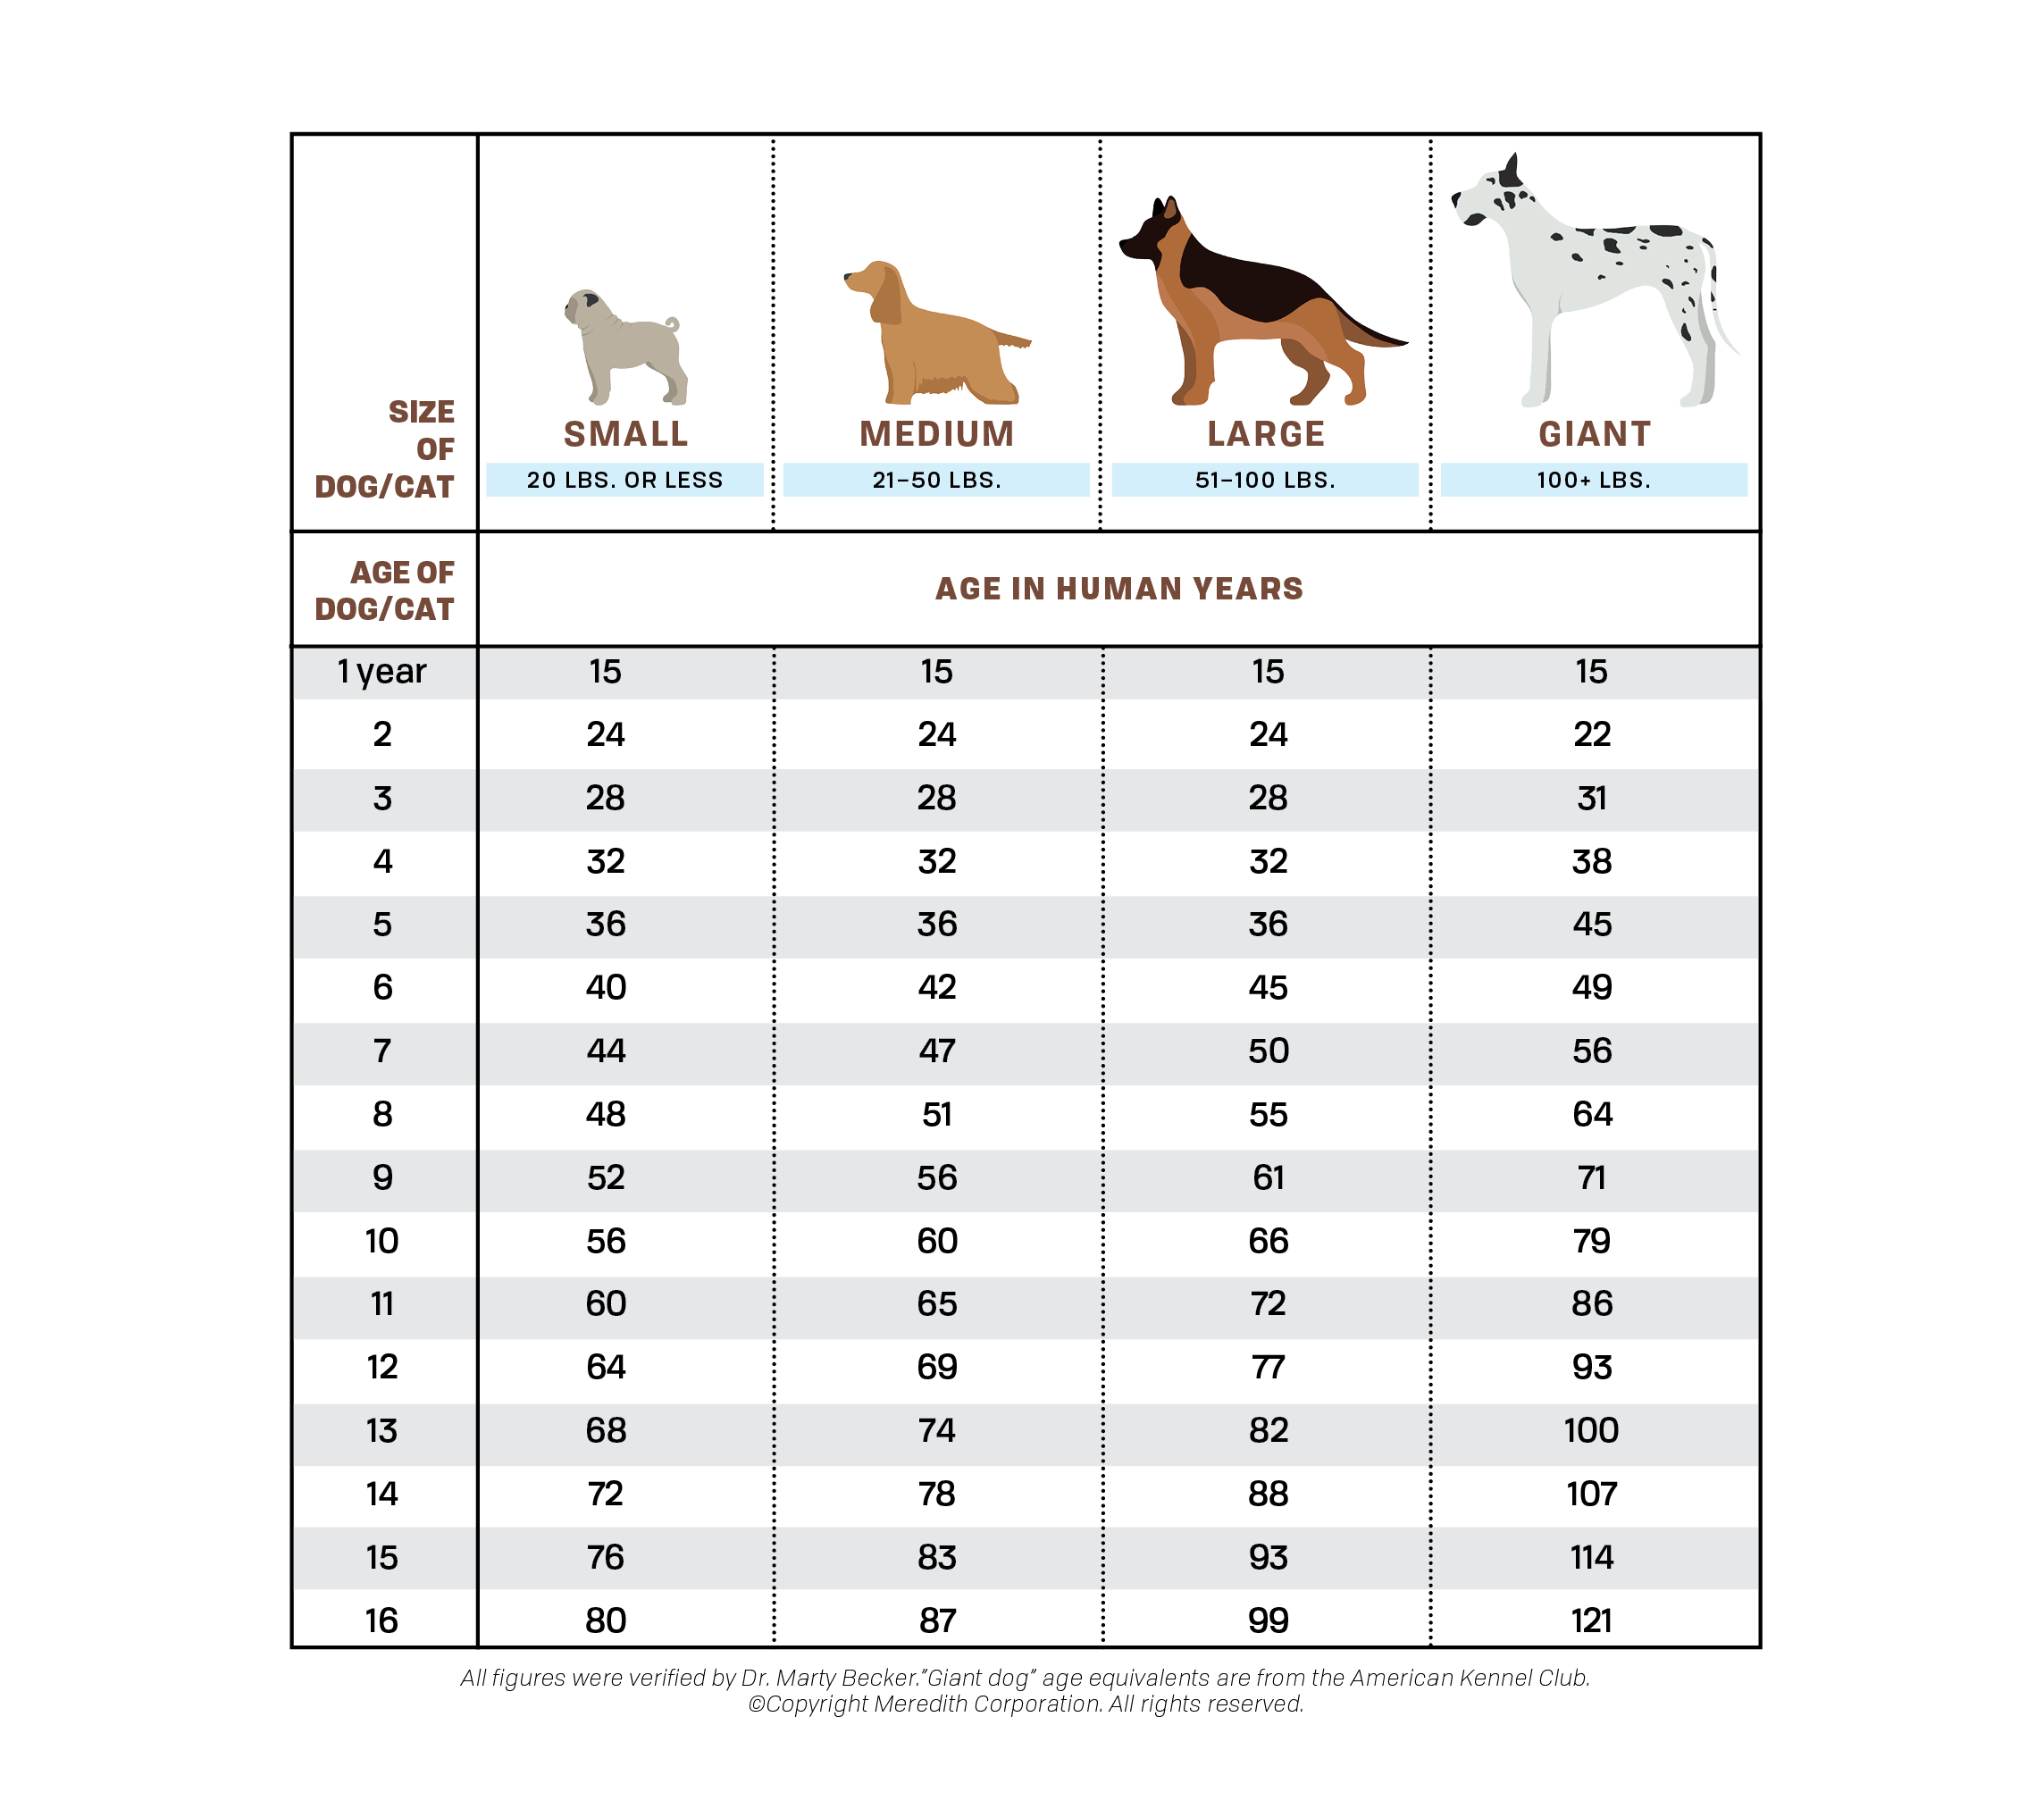 SIZE
OF
DOG/CAT
SMALL
20 LBS. OR LESS
MEDIUM
21–50 LBS.
LARGE
51–100 LBS.
GIANT
100+ LBS.
AGE OF
DOG/CAT
AGE IN HUMAN YEARS
1 year 15 15 15 15
2 24 24 24 22
3 28 28 28 31
4 32 32 32 38
5 36 36 36 45
6 40 42 45 49
7 44 47 50 56
8 48 51 55 64
9 52 56 61 71
10 56 60 66 79
11 60 65 72 86
12 64 69 77 93
13 68 74 82 100
14 72 78 88 107
15 76 83 93 114
16 80 87 99 121
All figures were verified by Dr. Marty Becker."Giant dog" age equivalents are from the American Kennel Club.
©Copyright Meredith Corporation. All rights reserved.